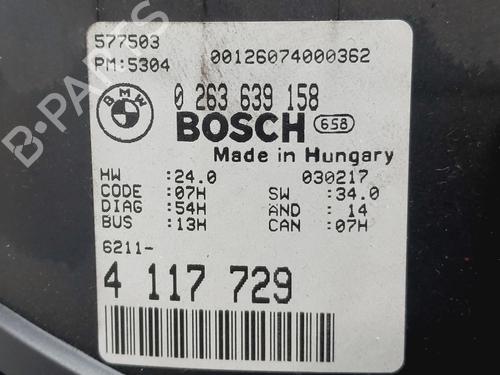 577503
PM:5304
00126074000362
BMW
0 263 639 158
BOSCH 658
Made in Hungary
HW :24.0 030217
CODE :07H SW :34.0
DIAG :54H AND : 14
BUS :13H CAN :07H
6211-
4 117 729